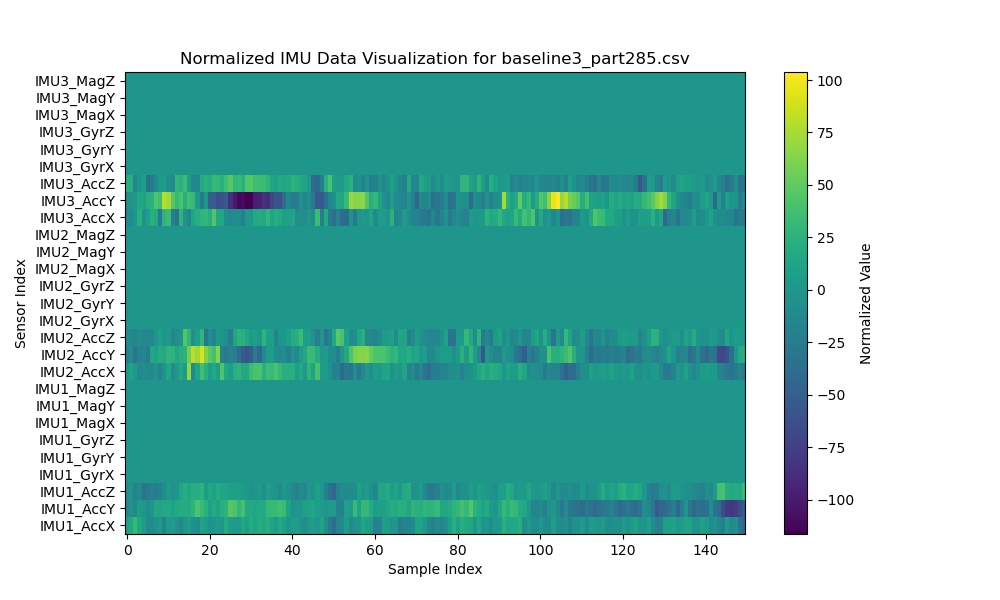 Normalized IMU Data Visualization for baseline3_part285.csv
IMU3_MagZ
IMU3_MagY
IMU3_MagX
IMU3_GyrZ
IMU3_GyrY
IMU3_GyrX
IMU3_AccZ
IMU3_AccY
IMU3_AccX
IMU2_MagZ
IMU2_MagY
IMU2_MagX
IMU2_GyrZ
IMU2_GyrY
IMU2_GyrX
IMU2_AccZ
IMU2_AccY
IMU2_AccX
IMU1_MagZ
IMU1_MagY
IMU1_MagX
IMU1_GyrZ
IMU1_GyrY
IMU1_GyrX
IMU1_AccZ
IMU1_AccY
IMU1_AccX
Sensor Index
0 20 40 60 80 100 120 140
Sample Index
100
75
50
25
0
−25
−50
−75
−100
Normalized Value